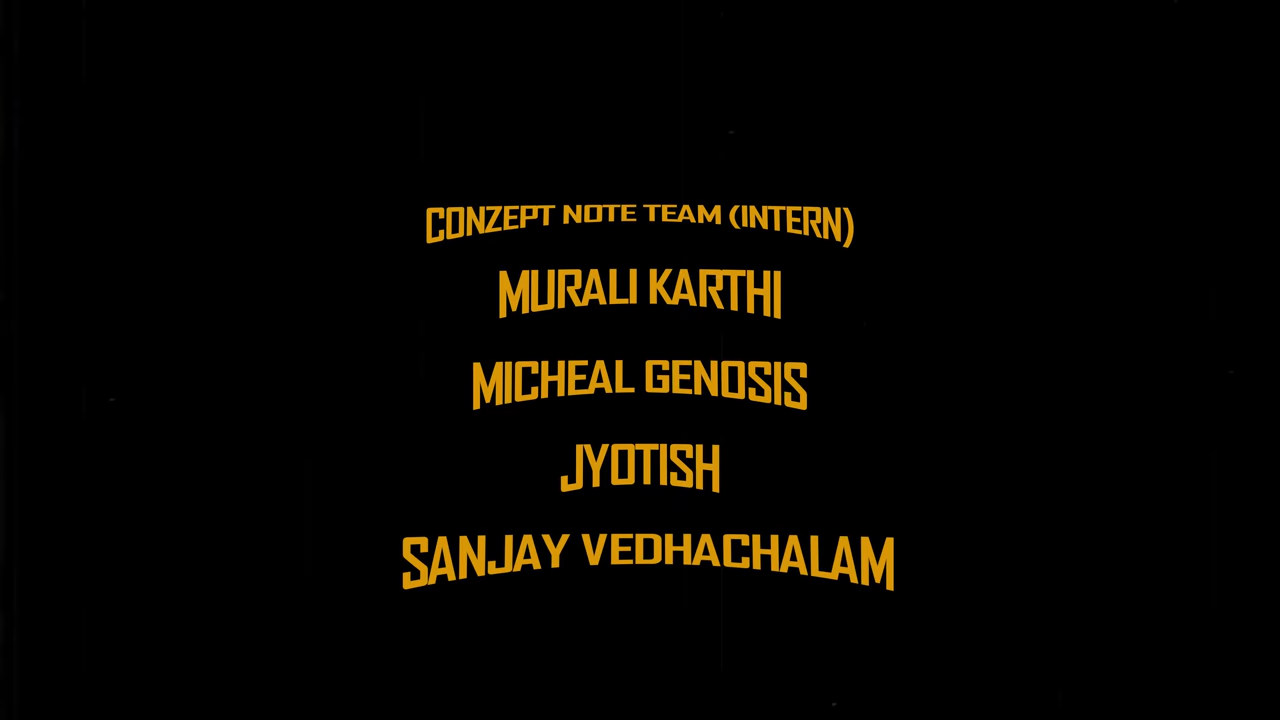 CONZEPT NOTE TEAM (INTERN)
MURALI KARTHI
MICHEAL GENOSIS
JYOTISH
SANJAY VEDHACHALAM